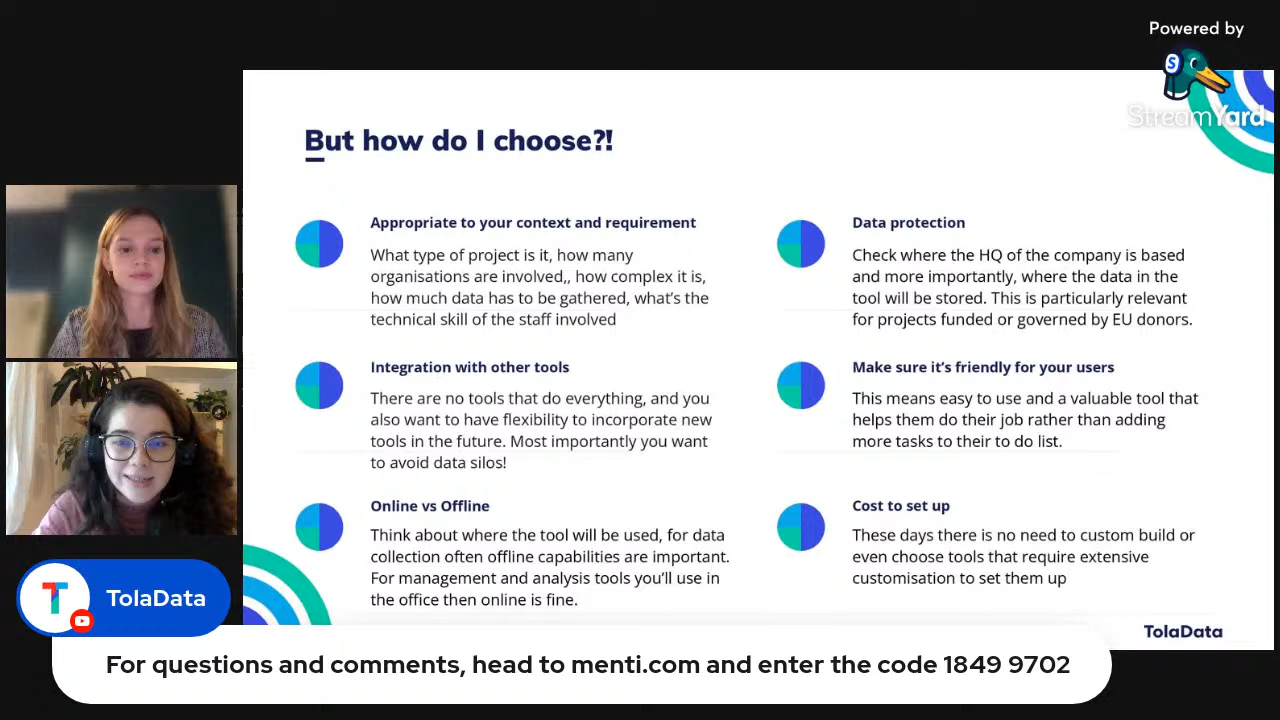 Powered by
S
StreamYard
But how do I choose?!
Appropriate to your context and requirement
What type of project is it, how many
organisations are involved,, how complex it is,
how much data has to be gathered, what's the
technical skill of the staff involved
Data protection
Check where the HQ of the company is based
and more importantly, where the data in the
tool will be stored. This is particularly relevant
for projects funded or governed by EU donors.
Integration with other tools
There are no tools that do everything, and you
also want to have flexibility to incorporate new
tools in the future. Most importantly you want
to avoid data silos!
Make sure it's friendly for your users
This means easy to use and a valuable tool that
helps them do their job rather than adding
more tasks to their to do list.
Online vs Offline
Think about where the tool will be used, for data
collection often offline capabilities are important.
For management and analysis tools you'll use in
the office then online is fine.
Cost to set up
These days there is no need to custom build or
even choose tools that require extensive
customisation to set them up
TolaData
T
TolaData
For questions and comments, head to menti.com and enter the code 1849 9702